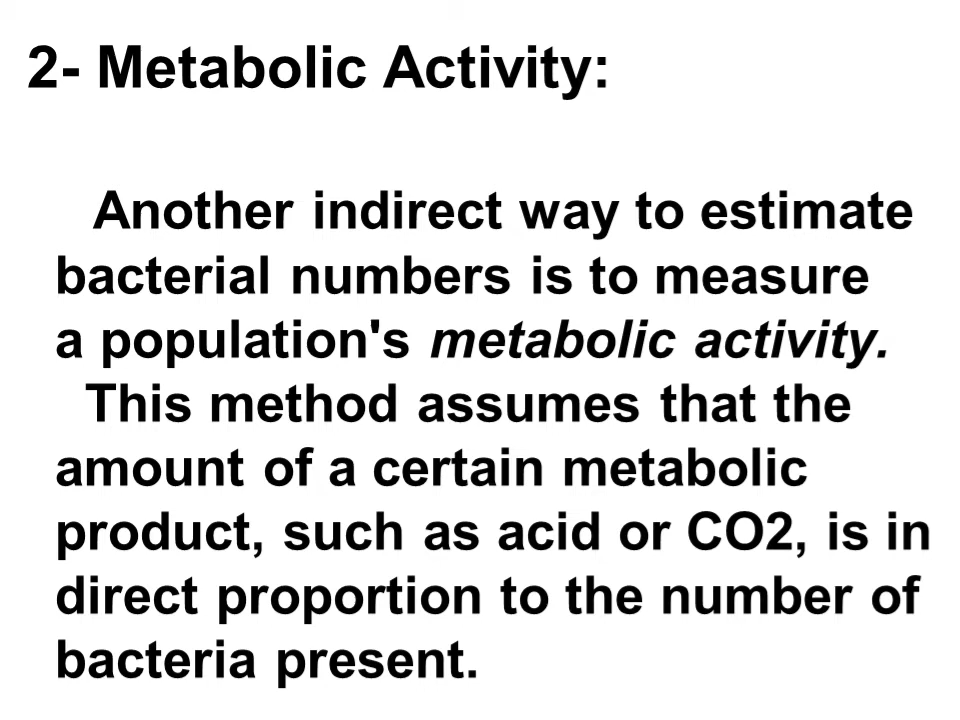 2- Metabolic Activity:
Another indirect way to estimate
bacterial numbers is to measure
a population's metabolic activity.
This method assumes that the
amount of a certain metabolic
product, such as acid or CO2, is in
direct proportion to the number of
bacteria present.